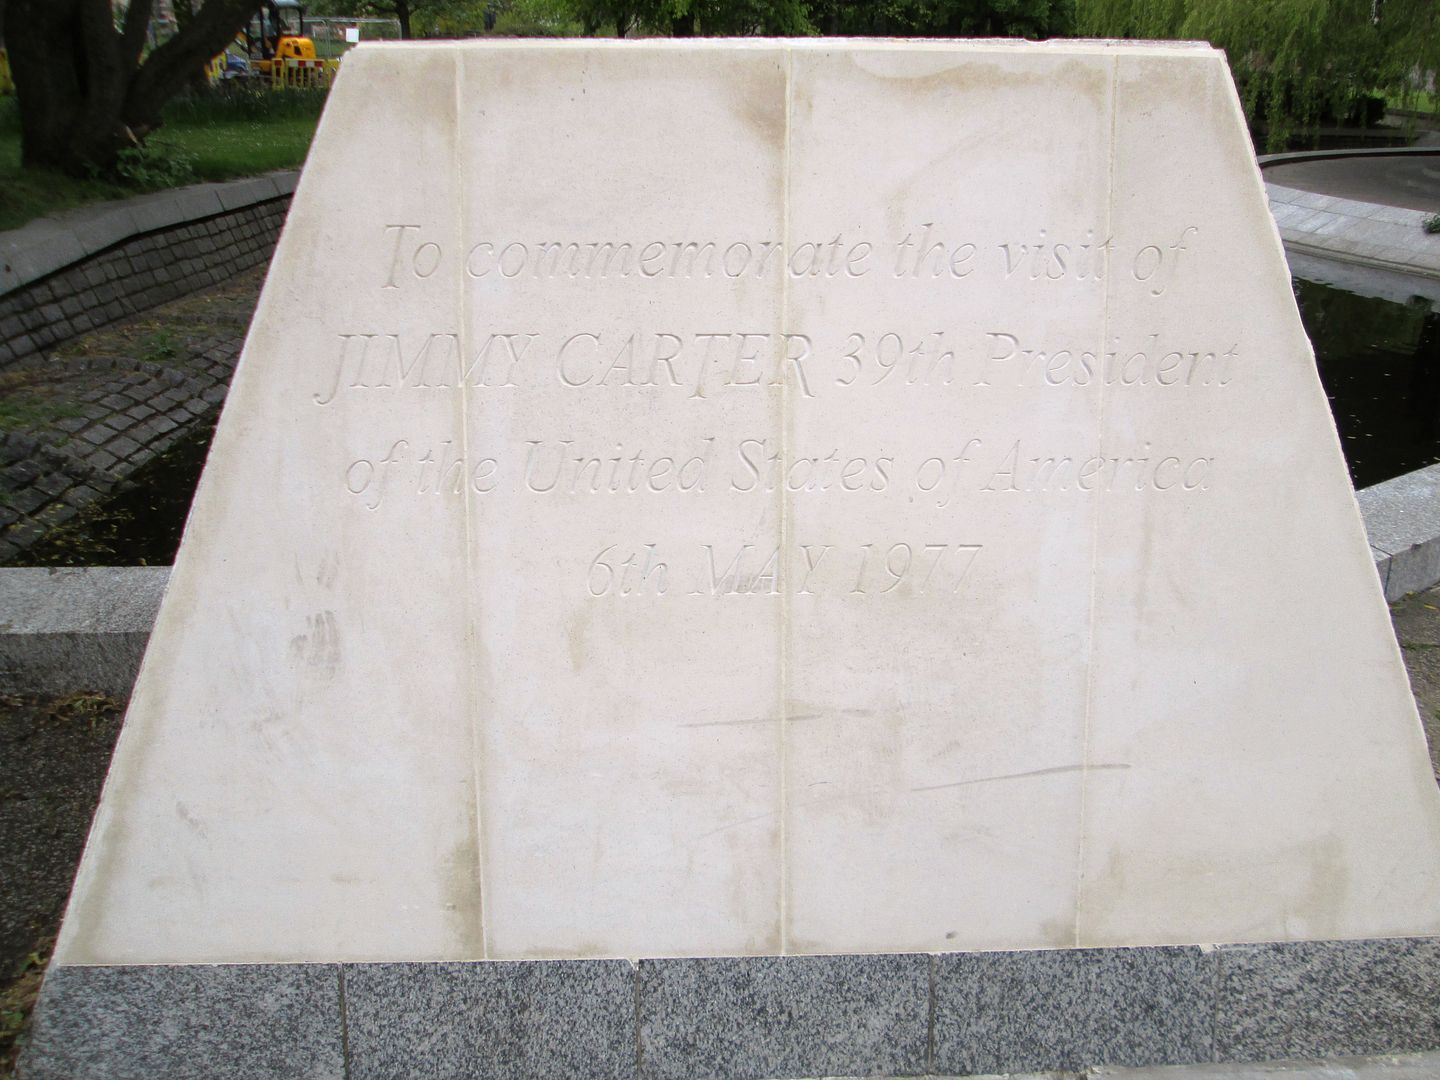 To commemorate the visit of
JIMMY CARTER 39th President
of the United States of America
6th MAY 1977